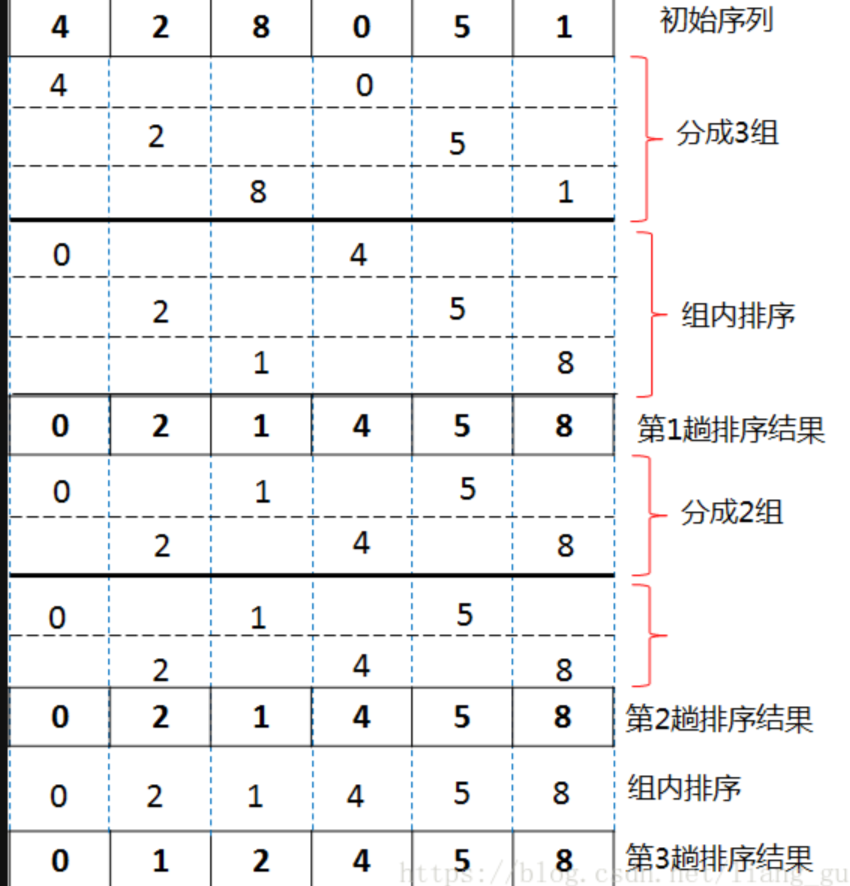 4 2 8 0 5 1 初始序列
4 0
2 5 分成3组
8 1
0 4
2 5 组内排序
1 8
0 2 1 4 5 8 第1趟排序结果
0 1 5
2 4 8 分成2组
0 1 5
2 4 8
0 2 1 4 5 8 第2趟排序结果
0 2 1 4 5 8 组内排序
0 1 2 4 5 8 第3趟排序结果
https://blog.csdn.net/liang_gu